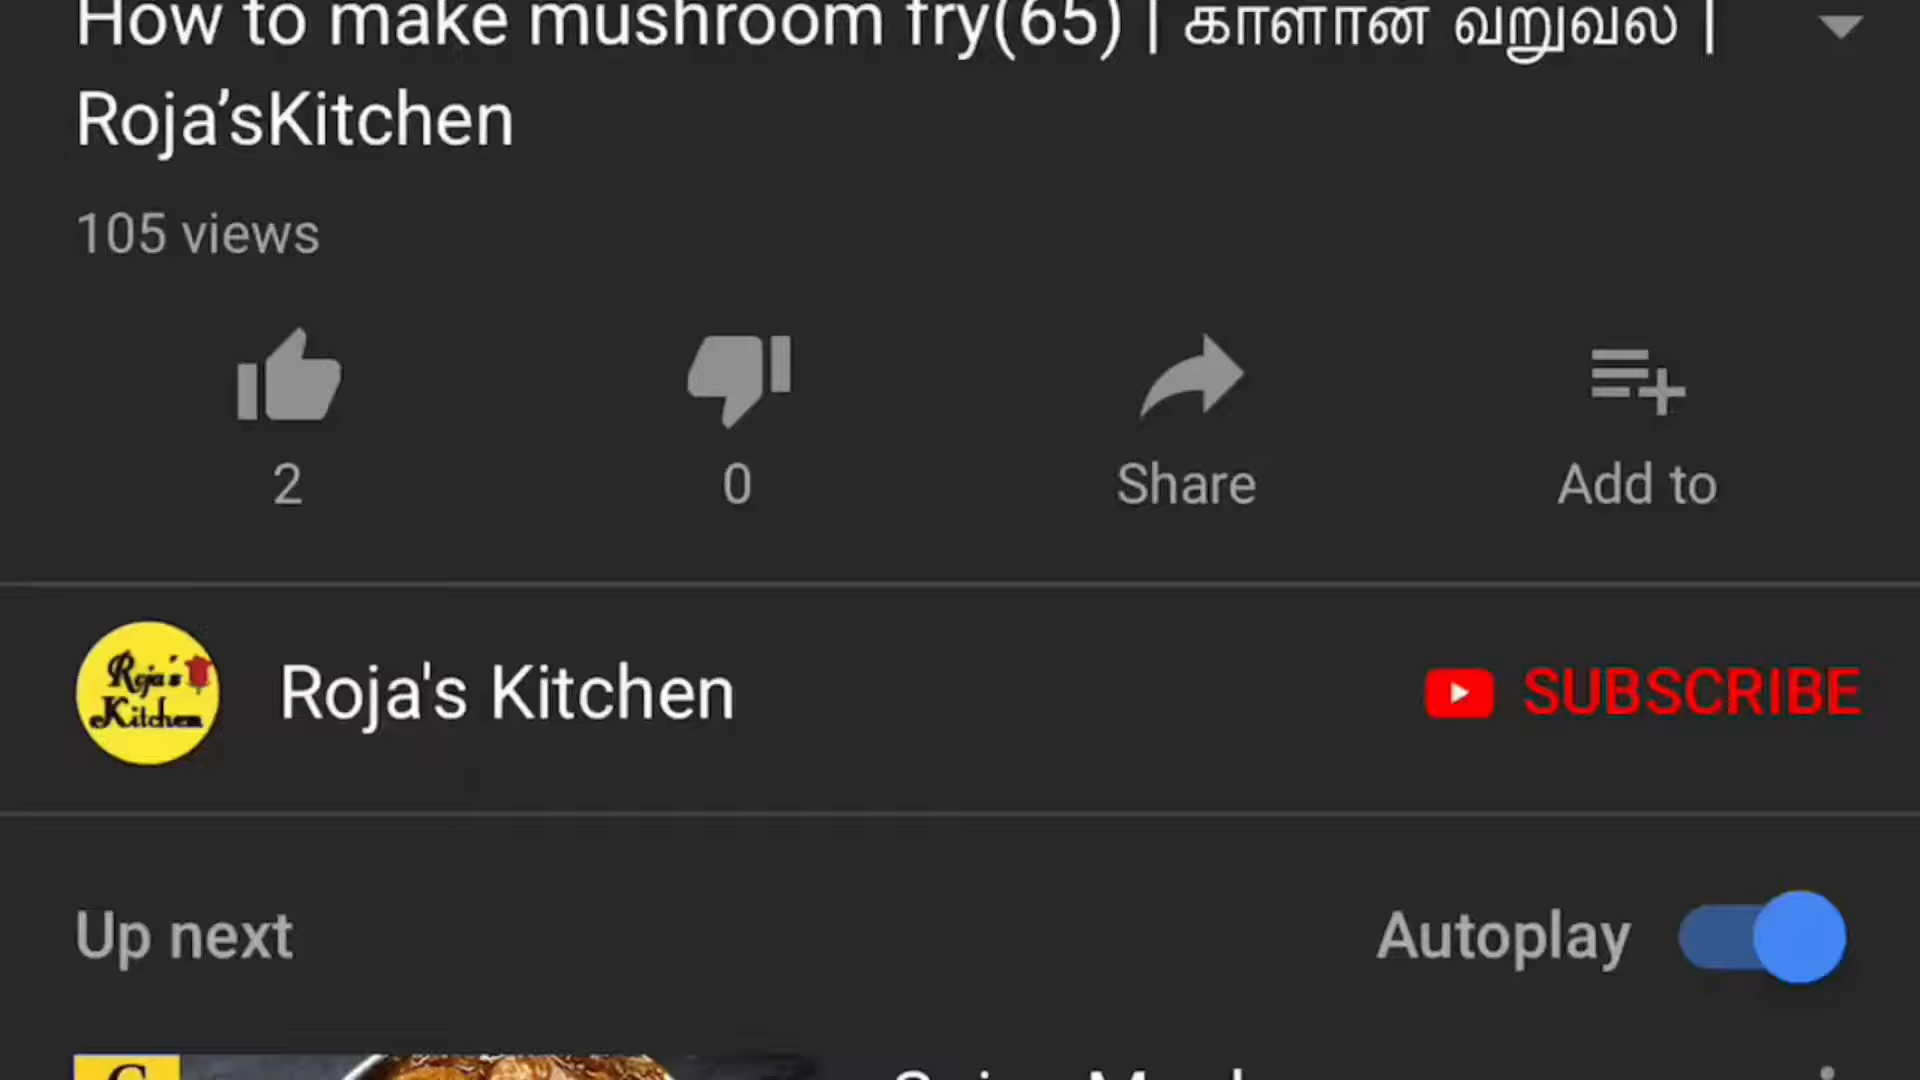 How to make mushroom fry(65) | காளான் வறுவல் |
Roja’sKitchen
105 views
2 0 Share Add to
Roja's Kitchen
Roja's Kitchen SUBSCRIBE
Up next Autoplay